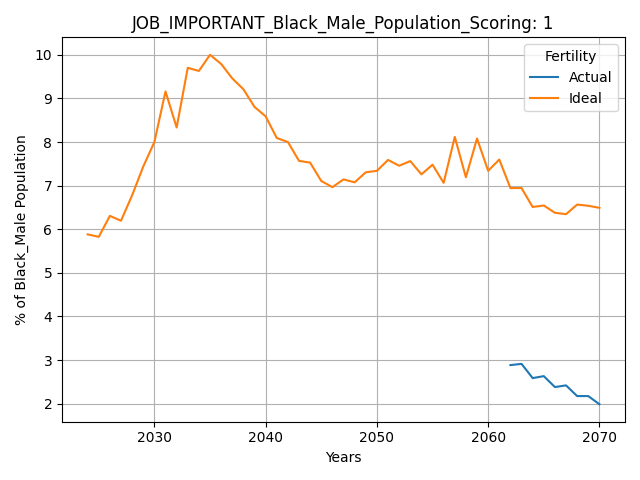 JOB_IMPORTANT_Black_Male_Population_Scoring: 1
Fertility
Actual
Ideal
% of Black_Male Population
10
9
8
7
6
5
4
3
2
2030 2040 2050 2060 2070
Years